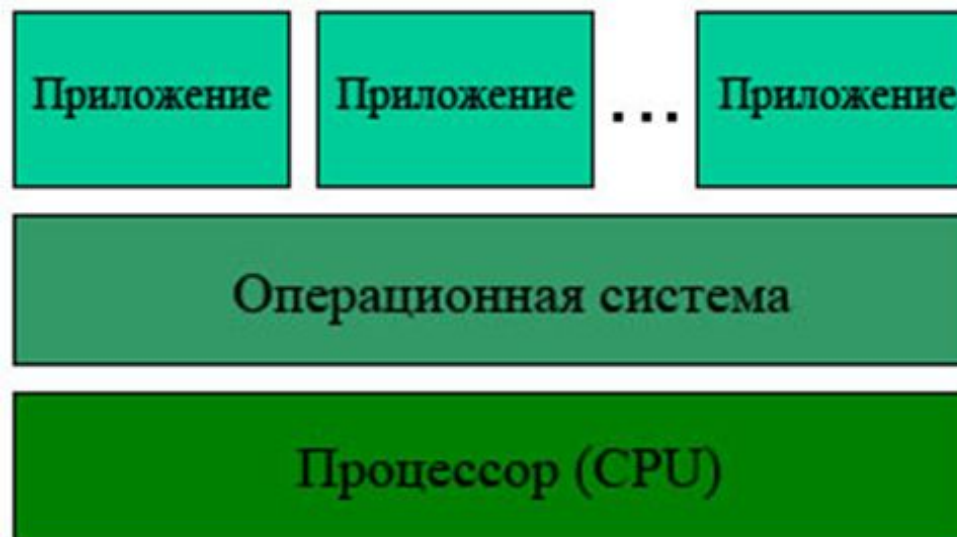 Приложение Приложение ... Приложение
Операционная система
Процессор (CPU)